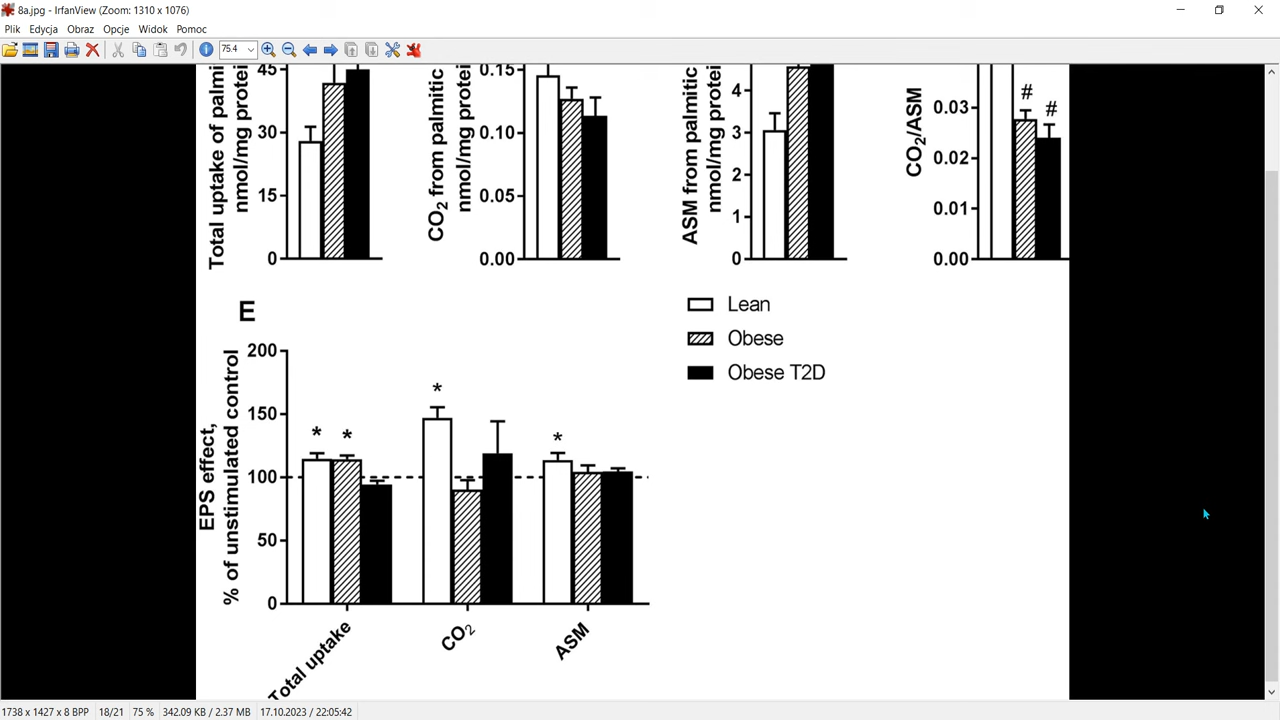 8a.jpg - IrfanView (Zoom: 1310 x 1076)
Plik Edycja Obraz Opcje Widok Pomoc
75.4
Total uptake of palmi
nmol/mg protei
45
30
15
0
CO2 from palmitic
nmol/mg protei
0.15
0.10
0.05
0.00
ASM from palmitic
nmol/mg protei
4
3
2
1
0
CO2/ASM
0.03
0.02
0.01
0.00
# #
E
Lean
Obese
Obese T2D
EPS effect,
% of unstimulated control
200
150
100
50
0
* * * *
Total uptake
CO2
ASM
1738 x 1427 x 8 BPP 18/21 75 % 342.09 KB / 2.37 MB 17.10.2023 / 22:05:42